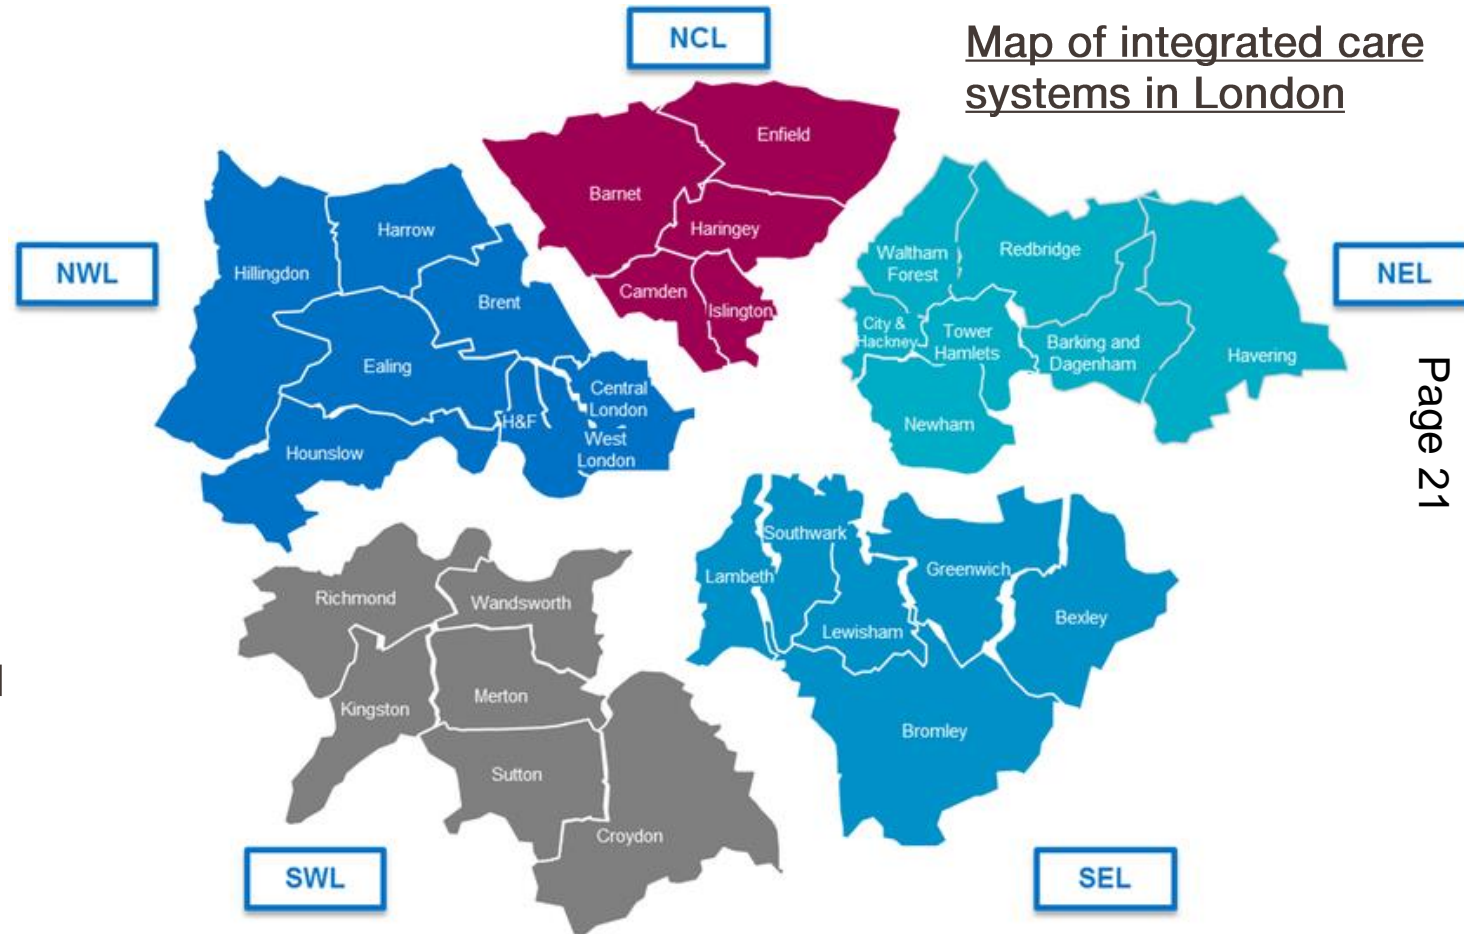 Map of integrated care
systems in London
NCL
Enfield
Barnet
Haringey
Camden
Islington
NWL
Harrow
Hillingdon
Brent
Ealing
Central
London
H&F
West
London
Hounslow
NEL
Waltham
Forest
Redbridge
City &
Hackney
Tower
Hamlets
Barking and
Dagenham
Havering
Newham
Page 21
Richmond
Wandsworth
Kingston
Merton
Sutton
Croydon
SWL
Southwark
Lambeth
Greenwich
Lewisham
Bexley
Bromley
SEL